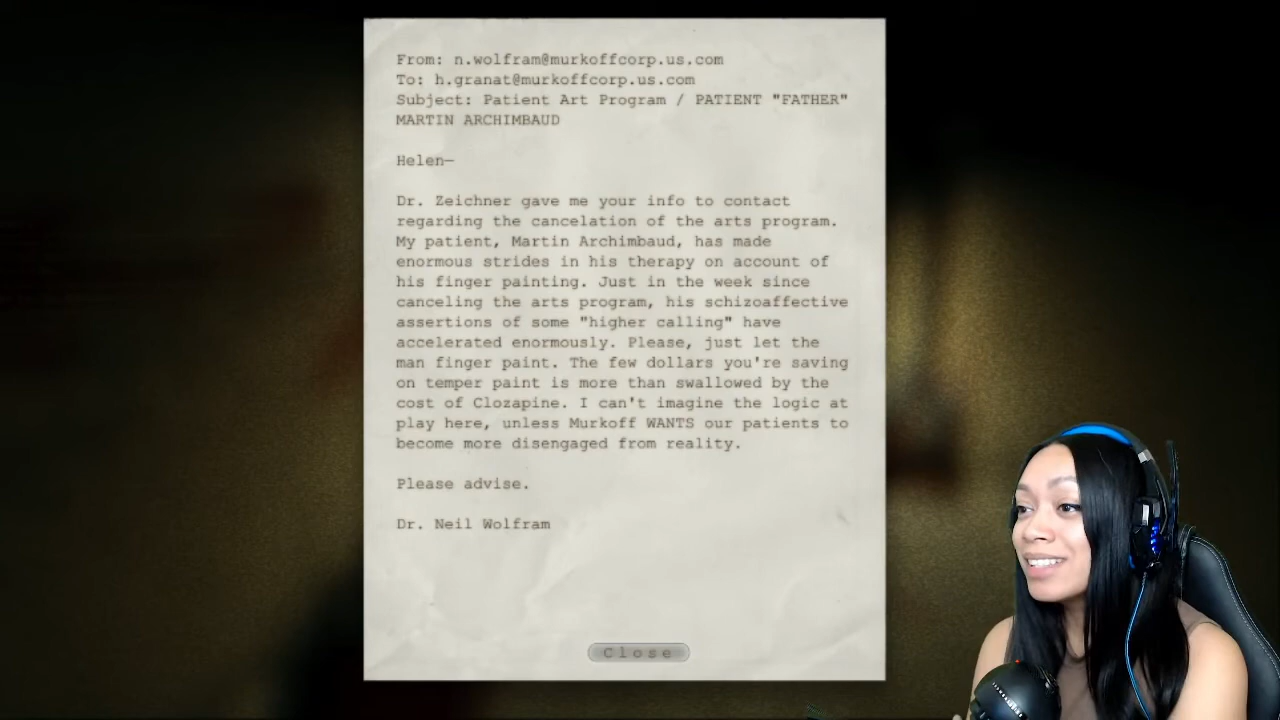 From: n.wolfram@murkoffcorp.us.com
To: h.granat@murkoffcorp.us.com
Subject: Patient Art Program / PATIENT "FATHER"
MARTIN ARCHIMBAUD
Helen—
Dr. Zeichner gave me your info to contact
regarding the cancelation of the arts program.
My patient, Martin Archimbaud, has made
enormous strides in his therapy on account of
his finger painting. Just in the week since
canceling the arts program, his schizoaffective
assertions of some "higher calling" have
accelerated enormously. Please, just let the
man finger paint. The few dollars you're saving
on temper paint is more than swallowed by the
cost of Clozapine. I can't imagine the logic at
play here, unless Murkoff WANTS our patients to
become more disengaged from reality.
Please advise.
Dr. Neil Wolfram
Close